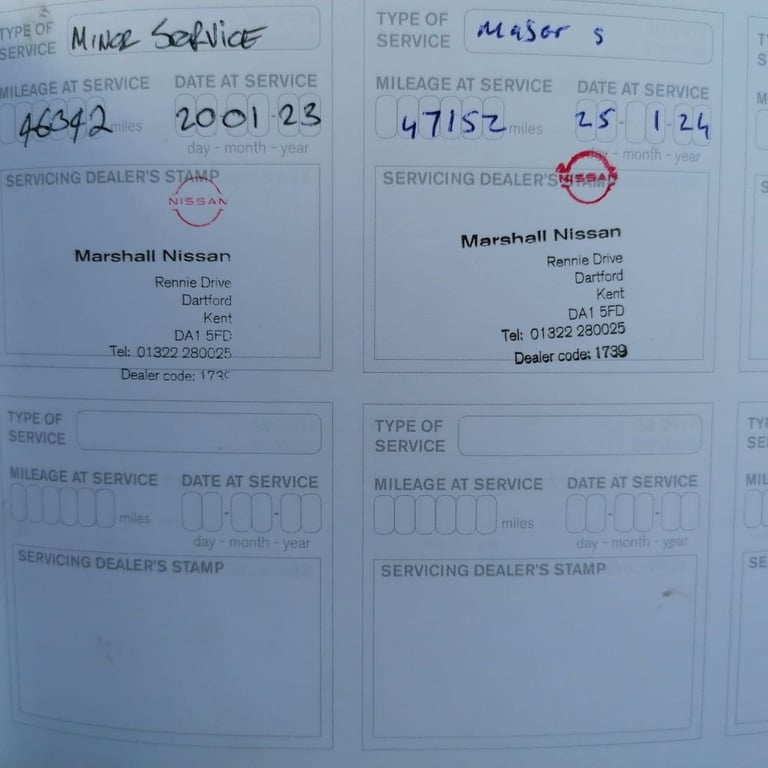 TYPE OF SERVICE MINOR SERVICE
MILEAGE AT SERVICE DATE AT SERVICE
46342 miles 20 01-23
day - month - year
SERVICING DEALER'S STAMP
NISSAN
Marshall Nissan
Rennie Drive
Dartford
Kent
DA1 5FD
Tel: 01322 280025
Dealer code: 1739
TYPE OF SERVICE Major s
MILEAGE AT SERVICE DATE AT SERVICE
47152 miles 25-1-24
day - month - year
SERVICING DEALER'S STAMP
NISSAN
Marshall Nissan
Rennie Drive
Dartford
Kent
DA1 5FD
Tel: 01322 280025
Dealer code: 1739
TYPE OF
SERVICE
MILEAGE AT SERVICE DATE AT SERVICE
miles
day - month - year
SERVICING DEALER'S STAMP
TYPE OF
SERVICE
MILEAGE AT SERVICE DATE AT SERVICE
miles
day - month - year
SERVICING DEALER'S STAMP